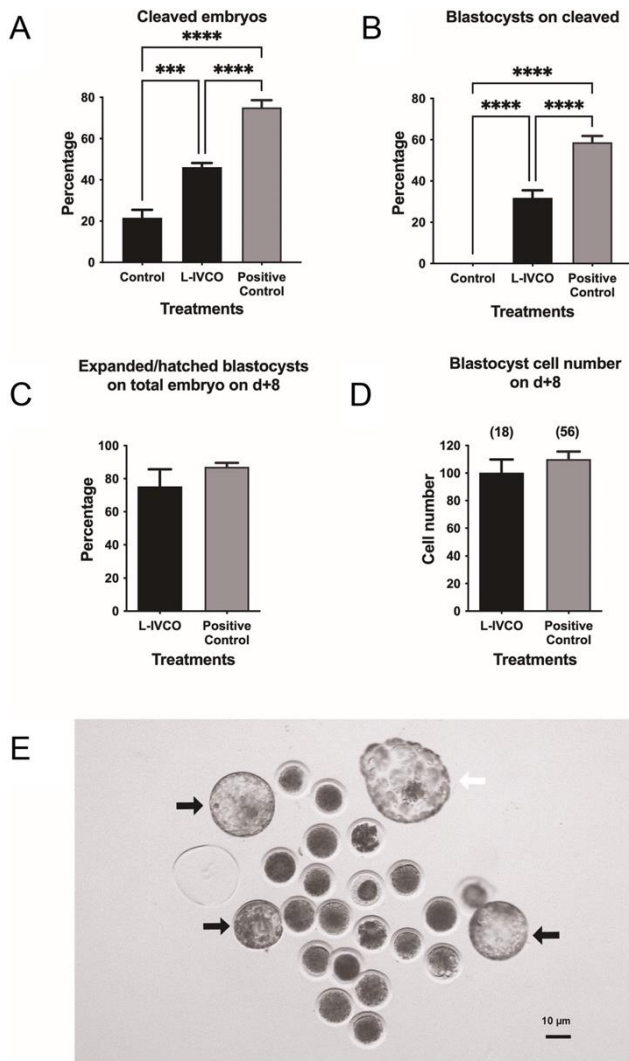 A
Cleaved embryos
****
***
****
80
60
40
20
0
Percentage
Control
L-IVCO
Positive
Control
Treatments
B
Blastocysts on cleaved
****
****
****
80
60
40
20
0
Percentage
Control
L-IVCO
Positive
Control
Treatments
C
Expanded/hatched blastocysts
on total embryo on d+8
100
80
60
40
20
0
Percentage
L-IVCO
Positive
Control
Treatments
D
Blastocyst cell number
on d+8
(18)
(56)
120
100
80
60
40
20
0
Cell number
L-IVCO
Positive
Control
Treatments
E
10 µm